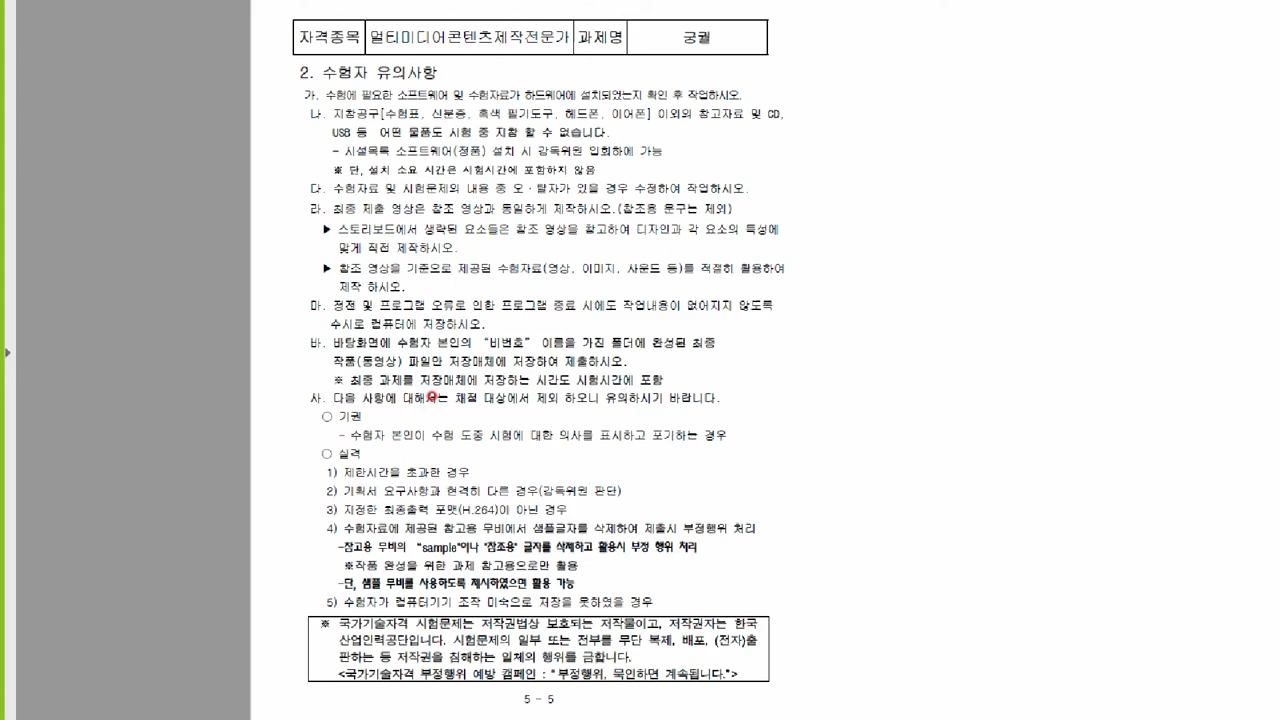 자격종목 멀티미디어콘텐츠제작전문가 과제명 궁궐
2. 수험자 유의사항
가. 수험에 필요한 소프트웨어 및 수험자료가 하드웨어에 설치되었는지 확인 후 작업하시오.
나. 지참공구[수험표, 신분증, 흑색 필기도구, 헤드폰, 이어폰] 이외의 참고자료 및 CD,
USB 등 어떤 물품도 시험 중 지참 할 수 없습니다.
- 시설목록 소프트웨어(정품) 설치 시 감독위원 입회하에 가능
※ 단, 설치 소요 시간은 시험시간에 포함하지 않음
다. 수험자료 및 시험문제의 내용 중 오·탈자가 있을 경우 수정하여 작업하시오.
라. 최종 제출 영상은 참조 영상과 동일하게 제작하시오.(참조용 문구는 제외)
▶ 스토리보드에서 생략된 요소들은 참조 영상을 참고하여 디자인과 각 요소의 특성에
맞게 직접 제작하시오.
▶ 참조 영상을 기준으로 제공된 수험자료(영상, 이미지, 사운드 등)를 적절히 활용하여
제작 하시오.
마. 정전 및 프로그램 오류로 인한 프로그램 종료 시에도 작업내용이 없어지지 않도록
수시로 컴퓨터에 저장하시오.
바. 바탕화면에 수험자 본인의 “비번호” 이름을 가진 폴더에 완성된 최종
작품(동영상) 파일만 저장매체에 저장하여 제출하시오.
※ 최종 과제를 저장매체에 저장하는 시간도 시험시간에 포함
사. 다음 사항에 대해서는 채점 대상에서 제외 하오니 유의하시기 바랍니다.
○ 기권
- 수험자 본인이 수험 도중 시험에 대한 의사를 표시하고 포기하는 경우
○ 실격
1) 제한시간을 초과한 경우
2) 기획서 요구사항과 현격히 다른 경우(감독위원 판단)
3) 지정한 최종출력 포맷(H.264)이 아닌 경우
4) 수험자료에 제공된 참고용 무비에서 샘플글자를 삭제하여 제출시 부정행위 처리
-참고용 무비의 “sample”이나 “참조용” 글자를 삭제하고 활용시 부정 행위 처리
※작품 완성을 위한 과제 참고용으로만 활용
-단, 샘플 무비를 사용하도록 제시하였으면 활용 가능
5) 수험자가 컴퓨터기기 조작 미숙으로 저장을 못하였을 경우
※ 국가기술자격 시험문제는 저작권법상 보호되는 저작물이고, 저작권자는 한국
산업인력공단입니다. 시험문제의 일부 또는 전부를 무단 복제, 배포, (전자)출
판하는 등 저작권을 침해하는 일체의 행위를 금합니다.
<국가기술자격 부정행위 예방 캠페인 : “부정행위, 묵인하면 계속됩니다.”>
5 - 5